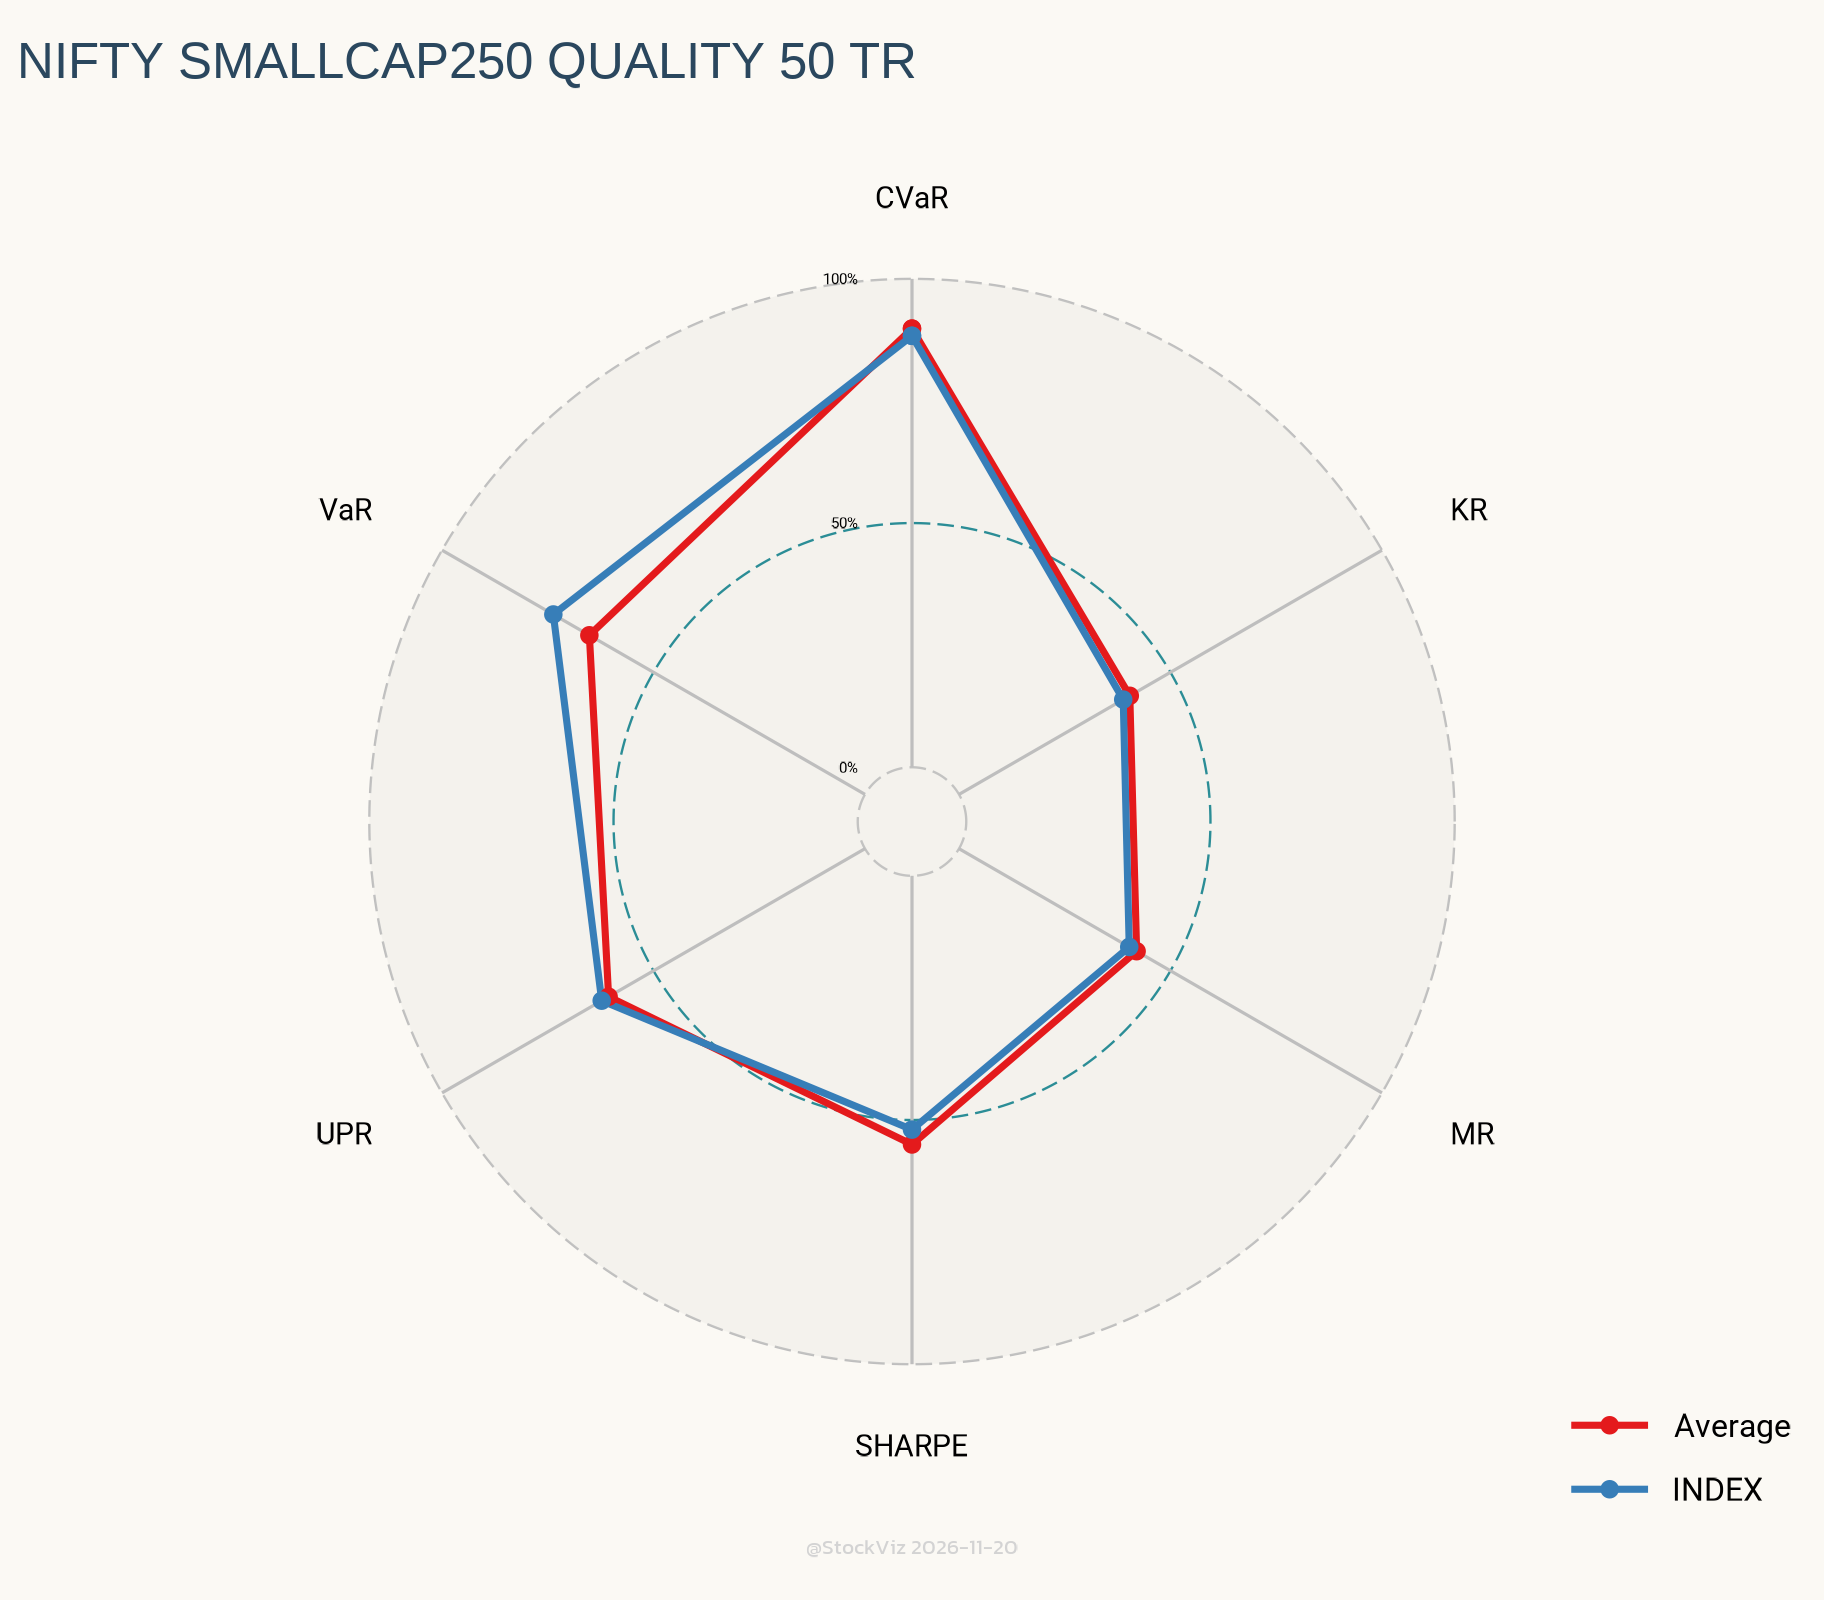 NIFTY SMALLCAP250 QUALITY 50 TR
CVaR
100%
VaR
KR
50%
0%
UPR
MR
SHARPE
Average
INDEX
@StockViz 2026-11-20